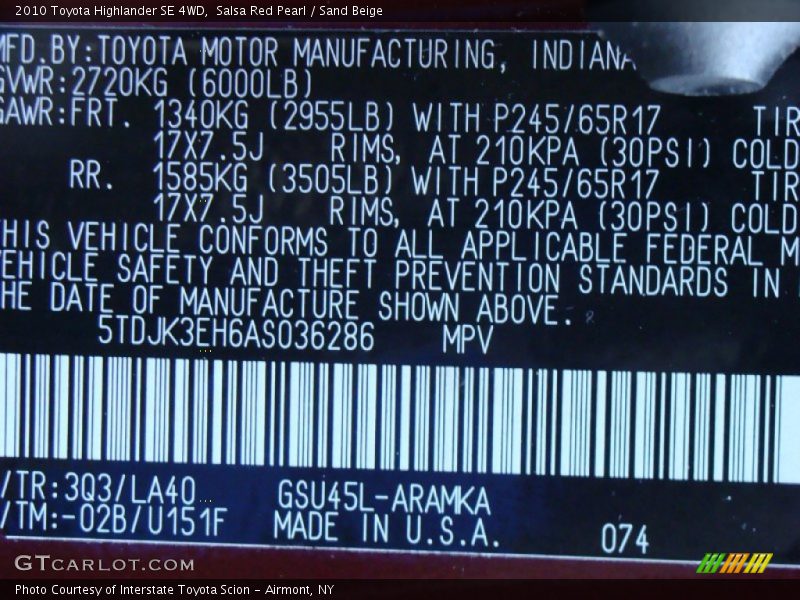 2010 Toyota Highlander SE 4WD,  Salsa Red Pearl / Sand Beige
MFD.BY:TOYOTA MOTOR MANUFACTURING, INDIANA
GVWR:2720KG (6000LB)
GAWR:FRT. 1340KG (2955LB) WITH P245/65R17 TIR
17X7.5J RIMS, AT 210KPA (30PSI) COLD
RR. 1585KG (3505LB) WITH P245/65R17 TIR
17X7.5J RIMS, AT 210KPA (30PSI) COLD
HIS VEHICLE CONFORMS TO ALL APPLICABLE FEDERAL M
VEHICLE SAFETY AND THEFT PREVENTION STANDARDS IN
HE DATE OF MANUFACTURE SHOWN ABOVE.
5TDJK3EH6AS036286 MPV
/TR:3Q3/LA40 GSU45L-ARAMKA
/TM:-02B/U151F MADE IN U.S.A. 074
GTCARLOT.COM
Photo Courtesy of Interstate Toyota Scion - Airmont, NY